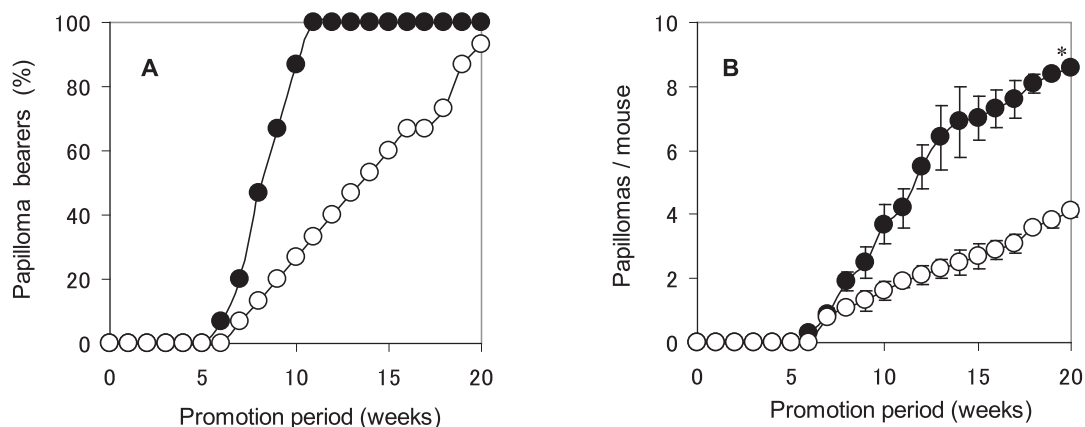 A
Papilloma bearers (%)
100
80
60
40
20
0
0 5 10 15 20
Promotion period (weeks)
B
Papillomas / mouse
10
8
6
4
2
0
*
0 5 10 15 20
Promotion period (weeks)